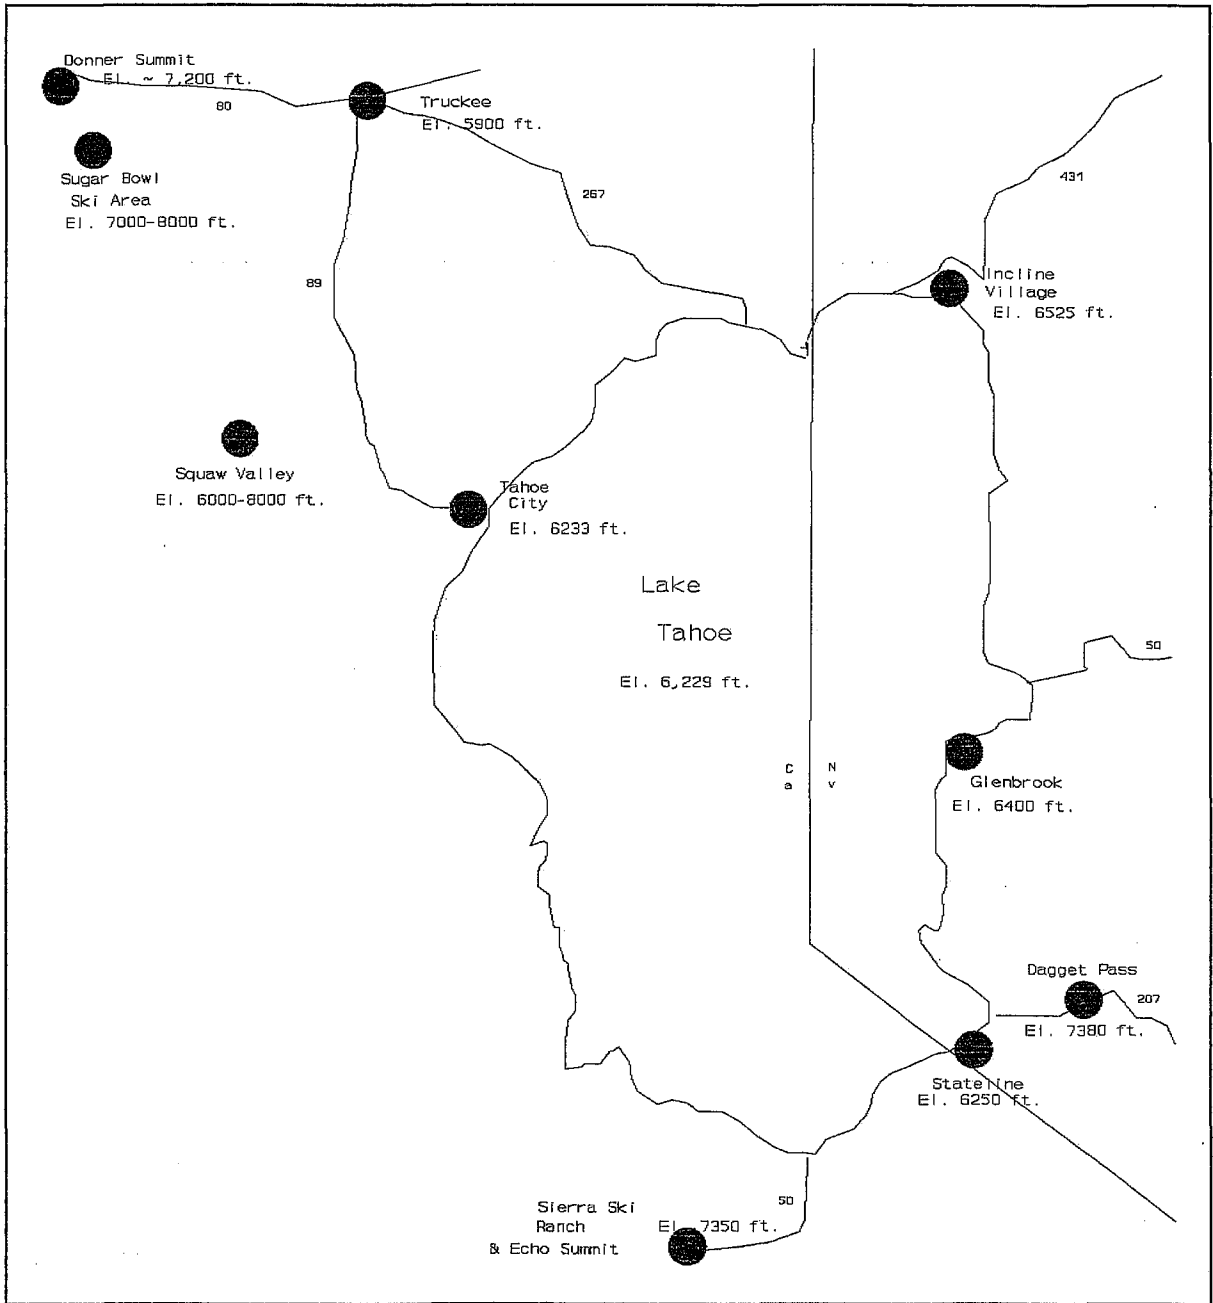 Donner Summit
El. ~ 7,200 ft.
80
Truckee
El. 5900 ft.
Sugar Bowl
Ski Area
El. 7000-8000 ft.
267
431
89
Incline
Village
El. 6525 ft.
Squaw Valley
El. 6000-8000 ft.
Tahoe
City
El. 6233 ft.
Lake
Tahoe
El. 6,229 ft.
50
C N
a v
Glenbrook
El. 6400 ft.
Dagget Pass
207
El. 7380 ft.
Stateline
El. 6250 ft.
50
Sierra Ski
Ranch
El. 7350 ft.
& Echo Summit